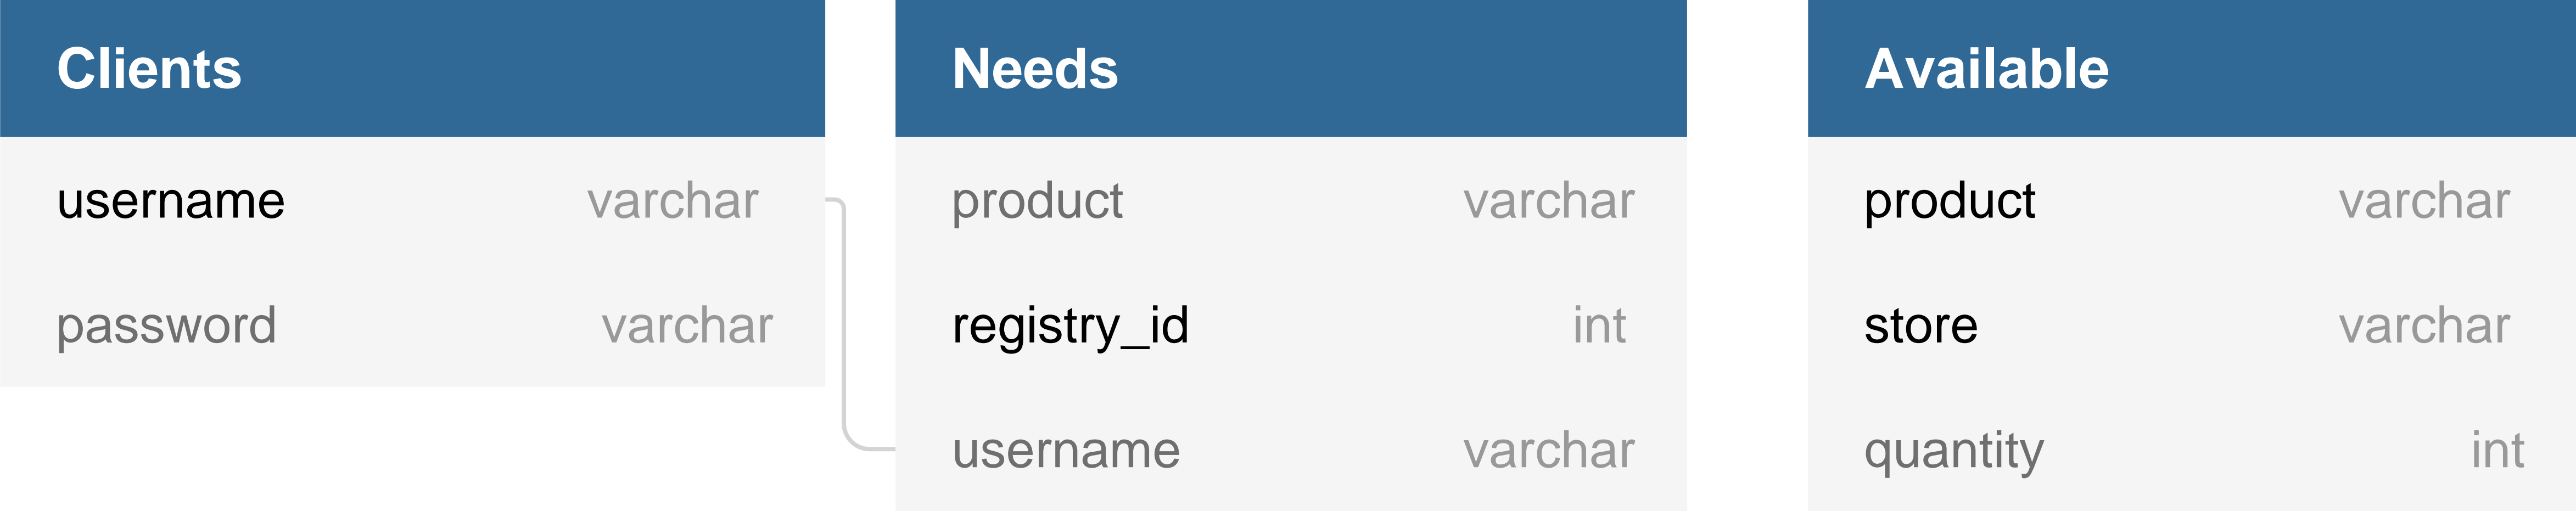 Clients
username varchar
password varchar
Needs
product varchar
registry_id int
username varchar
Available
product varchar
store varchar
quantity int